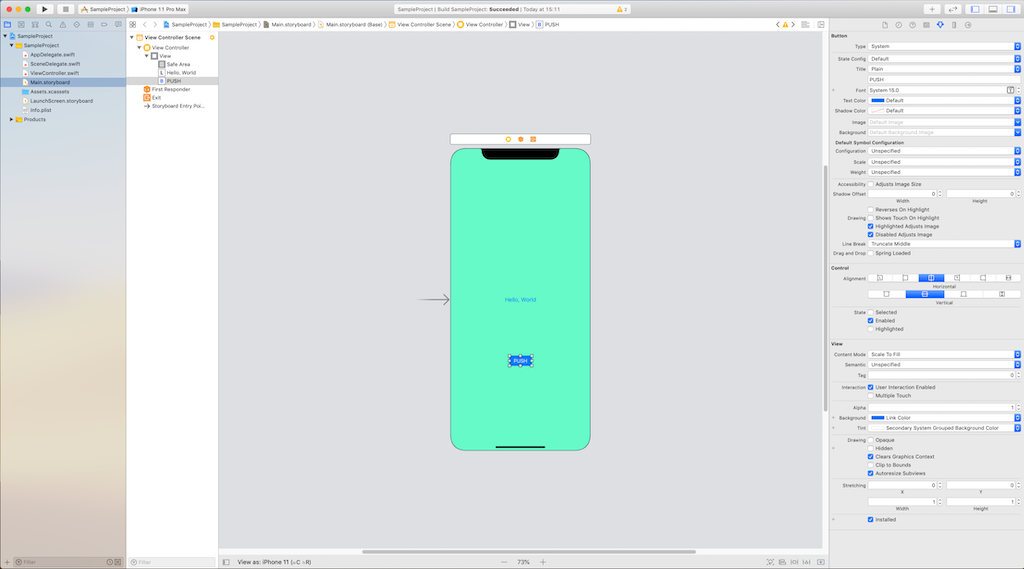 SampleProject
iPhone 11 Pro Max
SampleProject | Build SampleProject: Succeeded | Today at 15:11
2
SampleProject
SampleProject
Main.storyboard
Main.storyboard (Base)
View Controller Scene
View Controller
View
B PUSH
SampleProject
SampleProject
AppDelegate.swift
SceneDelegate.swift
ViewController.swift
Main.storyboard
Assets.xcassets
LaunchScreen.storyboard
Info.plist
Products
View Controller Scene
View Controller
View
Safe Area
L Hello, World
B PUSH
First Responder
Exit
Storyboard Entry Poi...
Hello, World
PUSH
Button
Type System
State Config Default
Title Plain
PUSH
Font System 15.0
Text Color Default
Shadow Color Default
Image Default Image
Background Default Background Image
Default Symbol Configuration
Configuration Unspecified
Scale Unspecified
Weight Unspecified
Accessibility Adjusts Image Size
Shadow Offset 0 0
Width Height
Reverses On Highlight
Drawing Shows Touch On Highlight
Highlighted Adjusts Image
Disabled Adjusts Image
Line Break Truncate Middle
Drag and Drop Spring Loaded
Control
Alignment
Horizontal
Vertical
State Selected
Enabled
Highlighted
View
Content Mode Scale To Fill
Semantic Unspecified
Tag 0
Interaction User Interaction Enabled
Multiple Touch
Alpha 1
Background Link Color
Tint Secondary System Grouped Background Color
Drawing Opaque
Hidden
Clears Graphics Context
Clip to Bounds
Autoresize Subviews
Stretching 0 0
X Y
1 1
Width Height
Installed
Filter
Filter
View as: iPhone 11 (wC hR)
73%